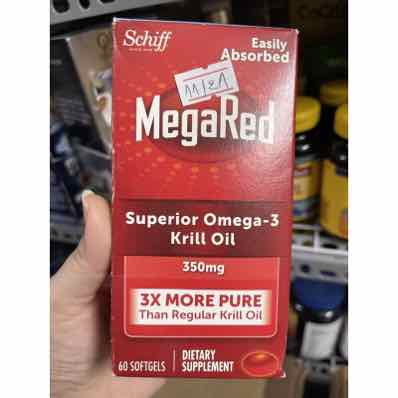 Schiff
Easily
Absorbed
MegaRed
Superior Omega-3
Krill Oil
350mg
3X MORE PURE
Than Regular Krill Oil
60 SOFTGELS
DIETARY
SUPPLEMENT